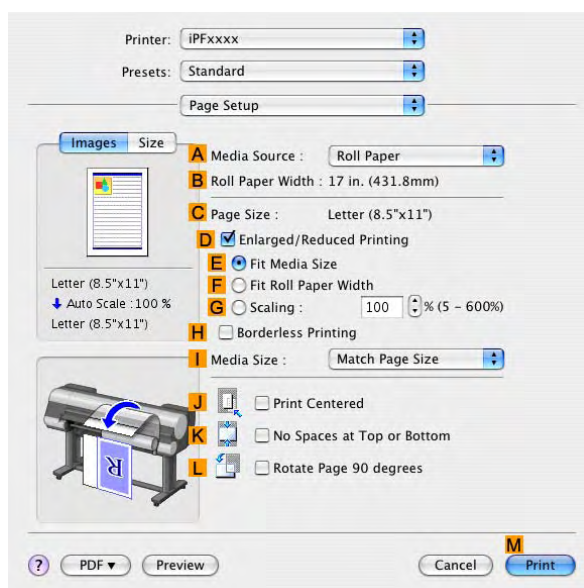 Printer: iPFxxxx
Presets: Standard
Page Setup
Images Size
A Media Source : Roll Paper
B Roll Paper Width : 17 in. (431.8mm)
C Page Size : Letter (8.5"x11")
D Enlarged/Reduced Printing
E Fit Media Size
F Fit Roll Paper Width
G Scaling : 100 % (5 - 600%)
H Borderless Printing
I Media Size : Match Page Size
J Print Centered
K No Spaces at Top or Bottom
L Rotate Page 90 degrees
Letter (8.5"x11")
Auto Scale :100 %
Letter (8.5"x11")
R
M
? PDF Preview Cancel Print